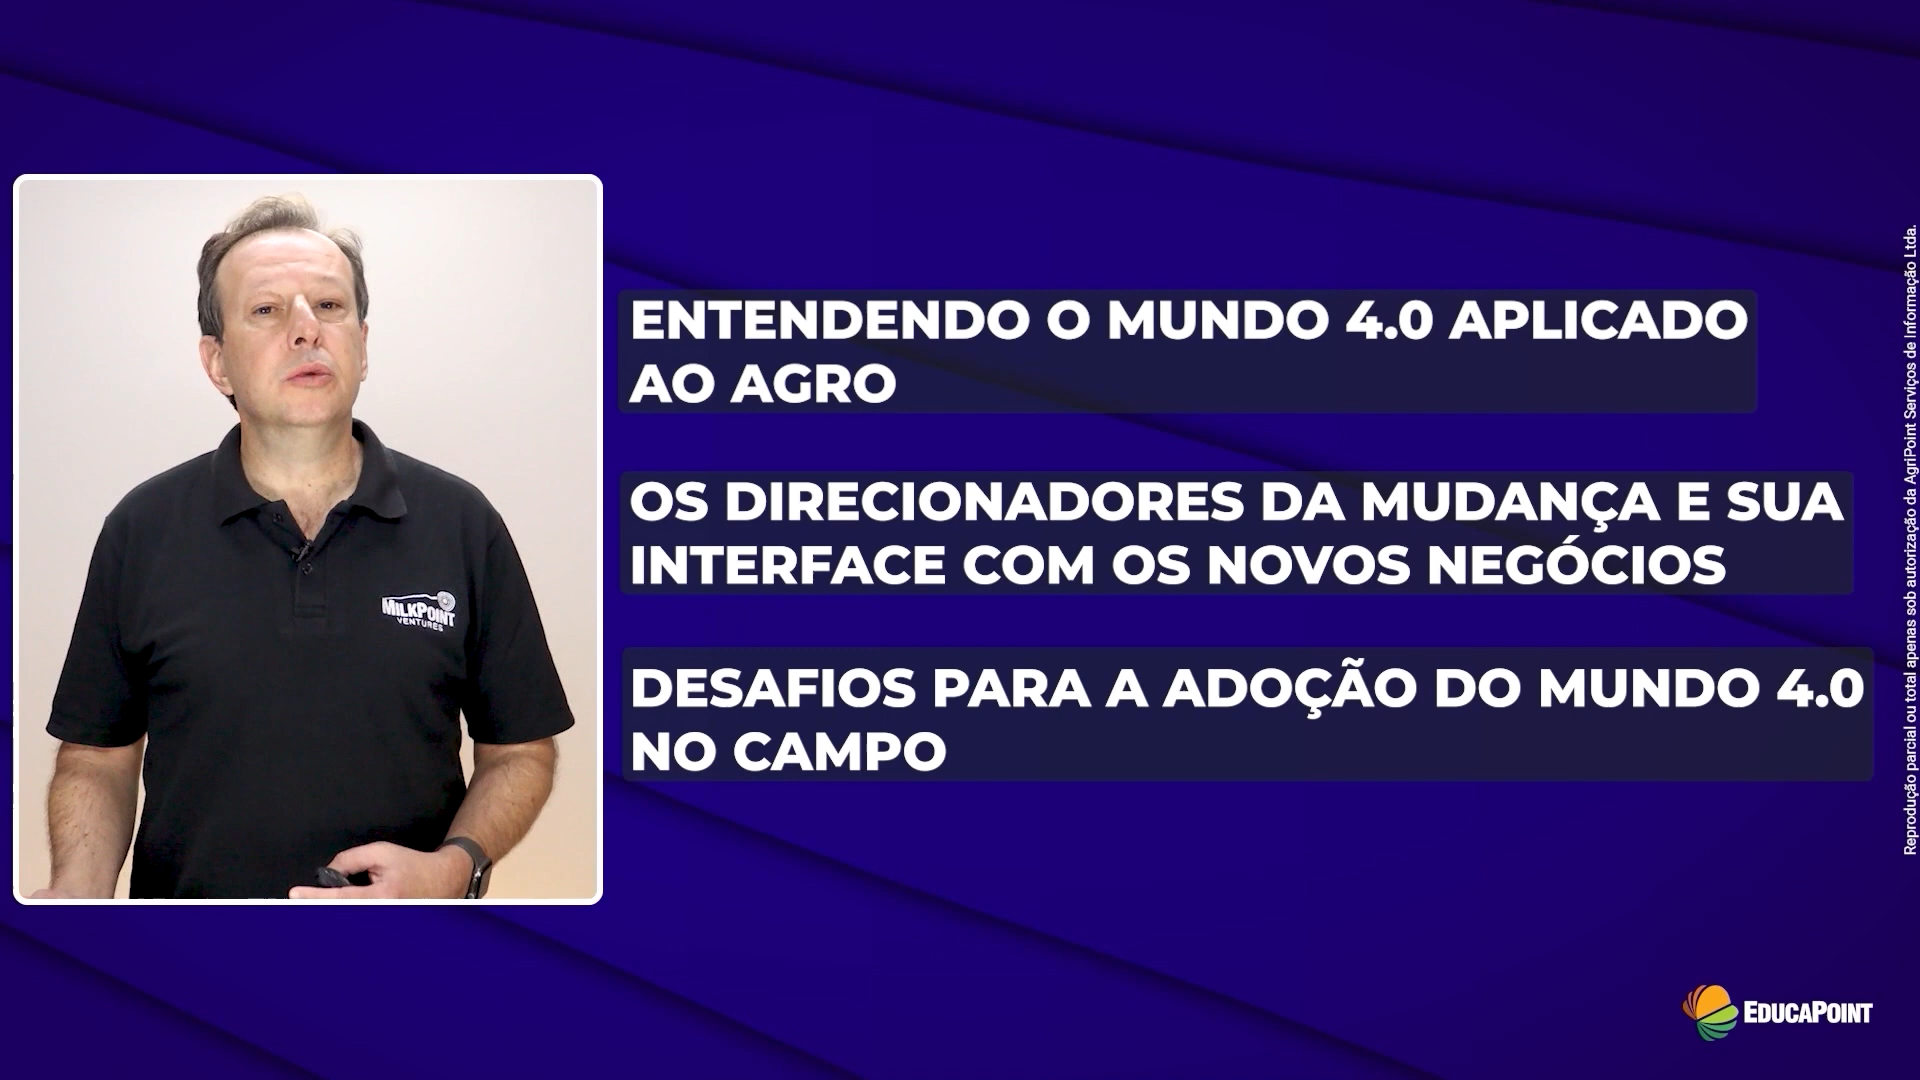 MILKPOINT
VENTURES
ENTENDENDO O MUNDO 4.0 APLICADO
AO AGRO
OS DIRECIONADORES DA MUDANÇA E SUA
INTERFACE COM OS NOVOS NEGÓCIOS
DESAFIOS PARA A ADOÇÃO DO MUNDO 4.0
NO CAMPO
Reprodução parcial ou total apenas sob autorização da AgriPoint Serviços de Informação Ltda.
EDUCAPOINT